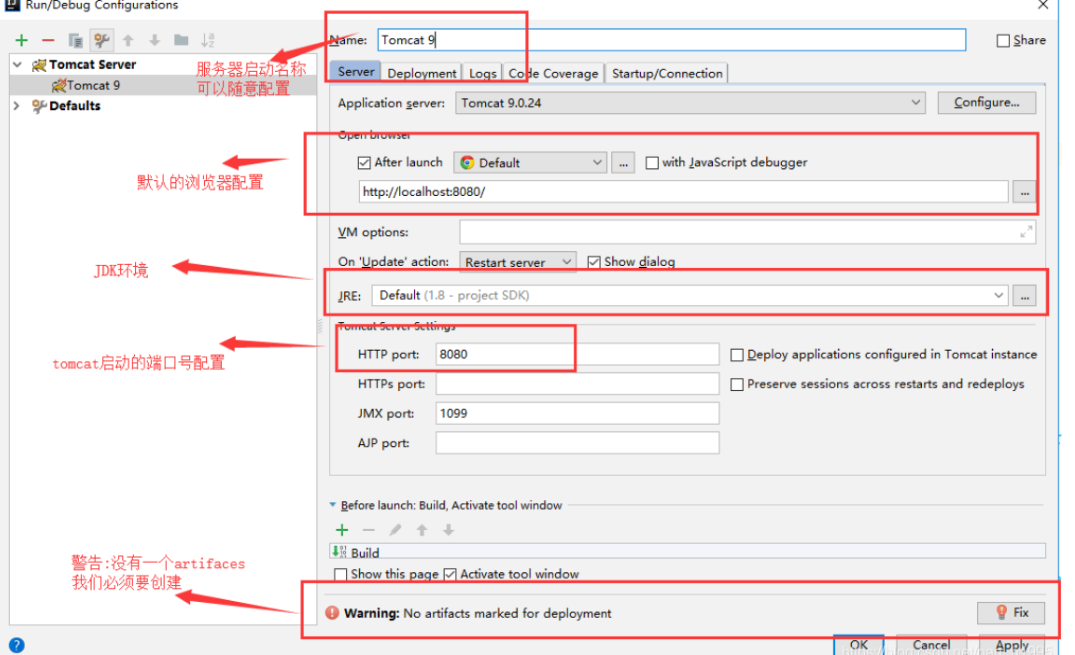 Run/Debug Configurations
Tomcat Server
Tomcat 9
Defaults
服务器启动名称
可以随意配置
默认的浏览器配置
JDK环境
tomcat启动的端口号配置
警告:没有一个artifaces
我们必须要创建
Name: Tomcat 9
Share
Server Deployment Logs Code Coverage Startup/Connection
Application server: Tomcat 9.0.24 Configure...
Open browser
After launch Default ... with JavaScript debugger
http://localhost:8080/ ...
VM options:
On 'Update' action: Restart server Show dialog
JRE: Default (1.8 - project SDK) ...
Tomcat Server Settings
HTTP port: 8080 Deploy applications configured in Tomcat instance
HTTPs port: Preserve sessions across restarts and redeploys
JMX port: 1099
AJP port:
Before launch: Build, Activate tool window
Build
Show this page Activate tool window
Warning: No artifacts marked for deployment Fix
? OK Cancel Apply